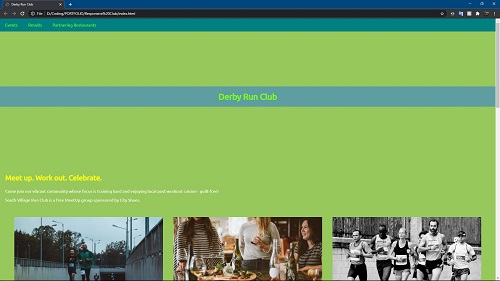 Derby Run Club
File | D:/Coding/PORTFOLIO/Responsive%20Club/index.html
Events Donate Partnering Restaurants
Derby Run Club
Meet up. Work out. Celebrate.
Come join our vibrant community whose focus is training hard and enjoying local post-workout cuisine - guilt-free!
South Village Run Club is a free MeetUp group sponsored by City Shoes.